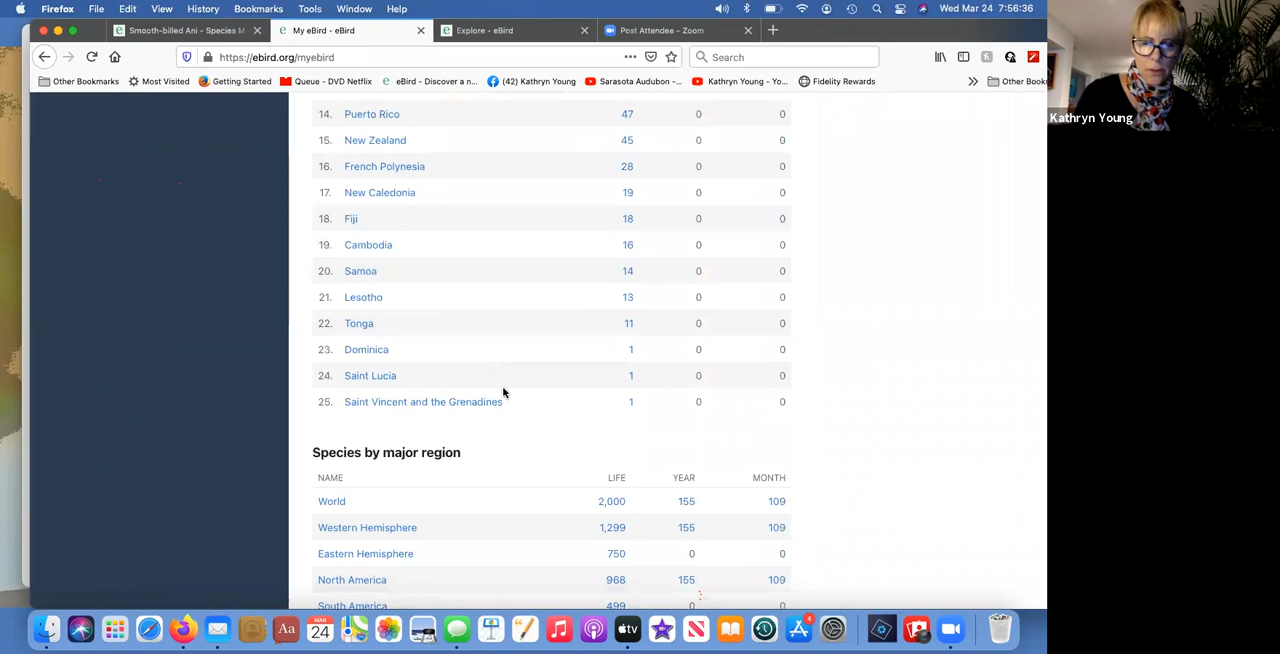 Firefox File Edit View History Bookmarks Tools Window Help Wed Mar 24 7:56:36
Smooth-billed Ani - Species M My eBird - eBird Explore - eBird Post Attendee - Zoom
https://ebird.org/myebird Search
Other Bookmarks Most Visited Getting Started Queue - DVD Netflix eBird - Discover a n... (42) Kathryn Young Sarasota Audubon -... Kathryn Young - Yo... Fidelity Rewards Other Bookm
Kathryn Young
14. Puerto Rico 47 0 0
15. New Zealand 45 0 0
16. French Polynesia 28 0 0
17. New Caledonia 19 0 0
18. Fiji 18 0 0
19. Cambodia 16 0 0
20. Samoa 14 0 0
21. Lesotho 13 0 0
22. Tonga 11 0 0
23. Dominica 1 0 0
24. Saint Lucia 1 0 0
25. Saint Vincent and the Grenadines 1 0 0
Species by major region
NAME LIFE YEAR MONTH
World 2,000 155 109
Western Hemisphere 1,299 155 109
Eastern Hemisphere 750 0 0
North America 968 155 109
South America 499 0 0
MAR
24
Aa
tv
4